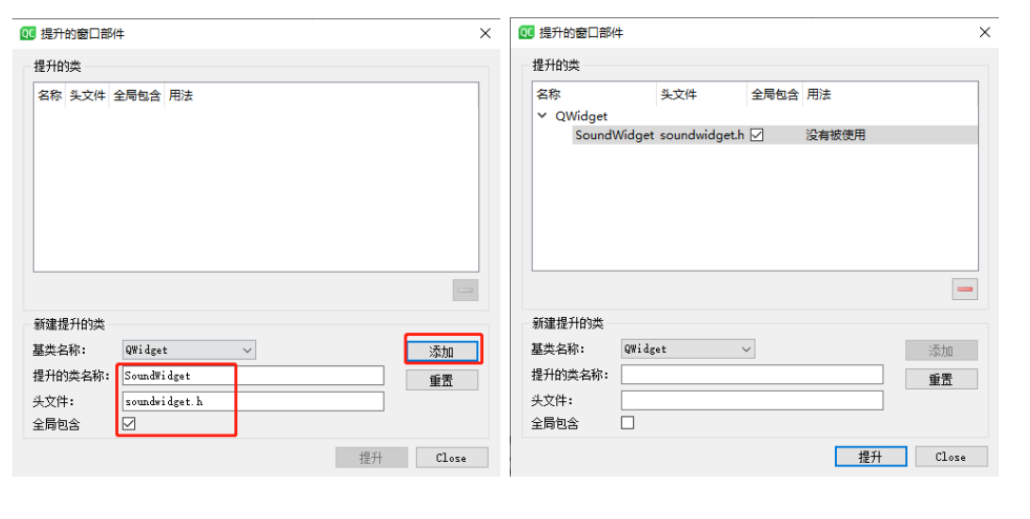 QC 提升的窗口部件
提升的类
名称 头文件 全局包含 用法
新建提升的类
基类名称: QWidget
添加
提升的类名称: SoundWidget
重置
头文件: soundwidget.h
全局包含
提升 Close
QC 提升的窗口部件
提升的类
名称 头文件 全局包含 用法
QWidget
SoundWidget soundwidget.h 没有被使用
新建提升的类
基类名称: QWidget
添加
提升的类名称:
重置
头文件:
全局包含
提升 Close